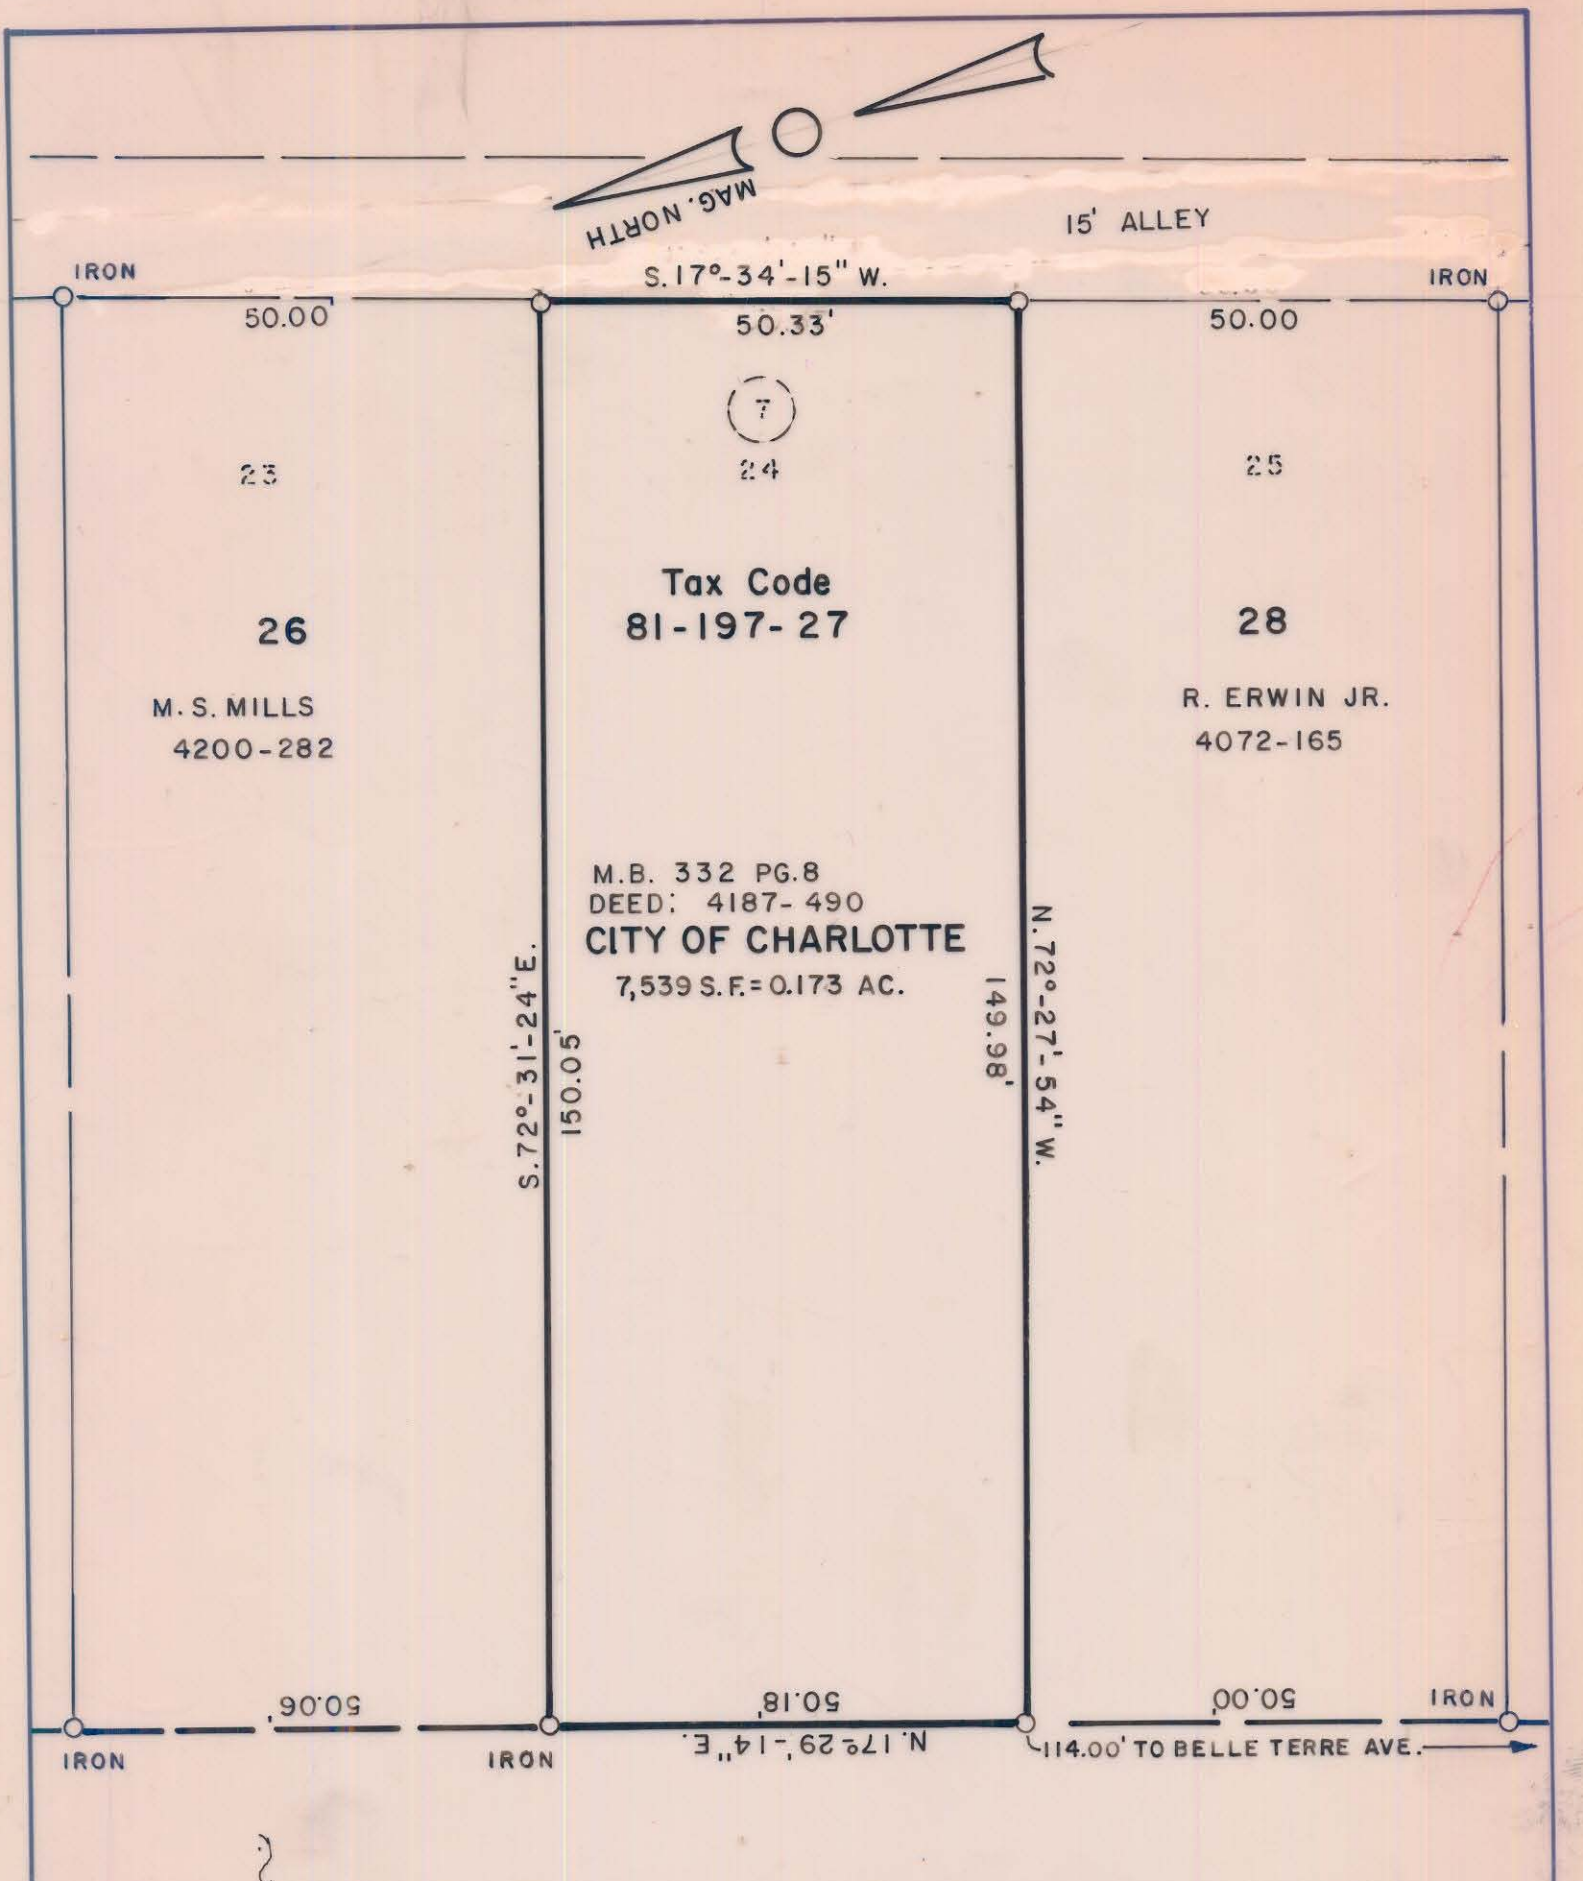 MAG. NORTH
15' ALLEY
IRON
S. 17°-34'-15" W.
IRON
50.00
50.33'
50.00
7
23
24
25
Tax Code
81-197-27
26
28
M. S. MILLS
4200-282
R. ERWIN JR.
4072-165
M.B. 332 PG.8
DEED: 4187-490
CITY OF CHARLOTTE
7,539 S.F.= 0.173 AC.
S.72°-31'-24"E.
150.05'
149.98'
N.72°-27'-54" W.
50.06'
50.18'
50.00'
IRON
IRON
IRON
N.17°-29'-14"E.
114.00' TO BELLE TERRE AVE.